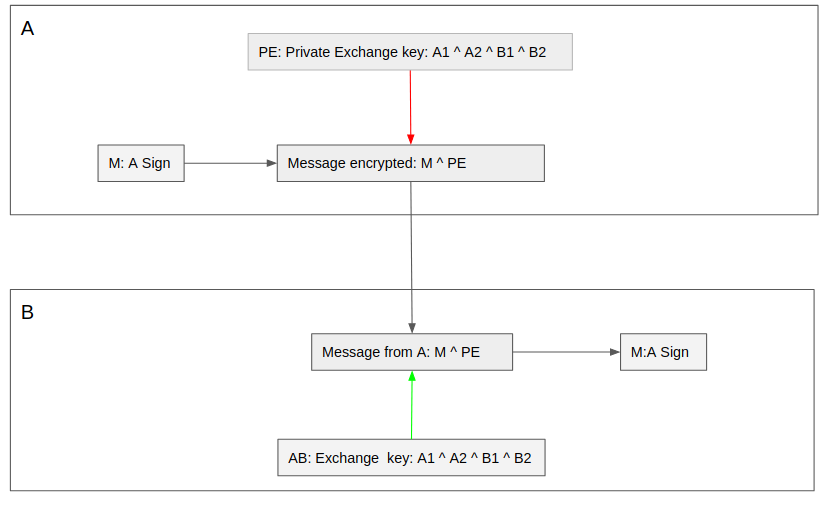 A
PE: Private Exchange key: A1 ^ A2 ^ B1 ^ B2
M: A Sign
Message encrypted: M ^ PE
B
Message from A: M ^ PE
M:A Sign
AB: Exchange  key: A1 ^ A2 ^ B1 ^ B2